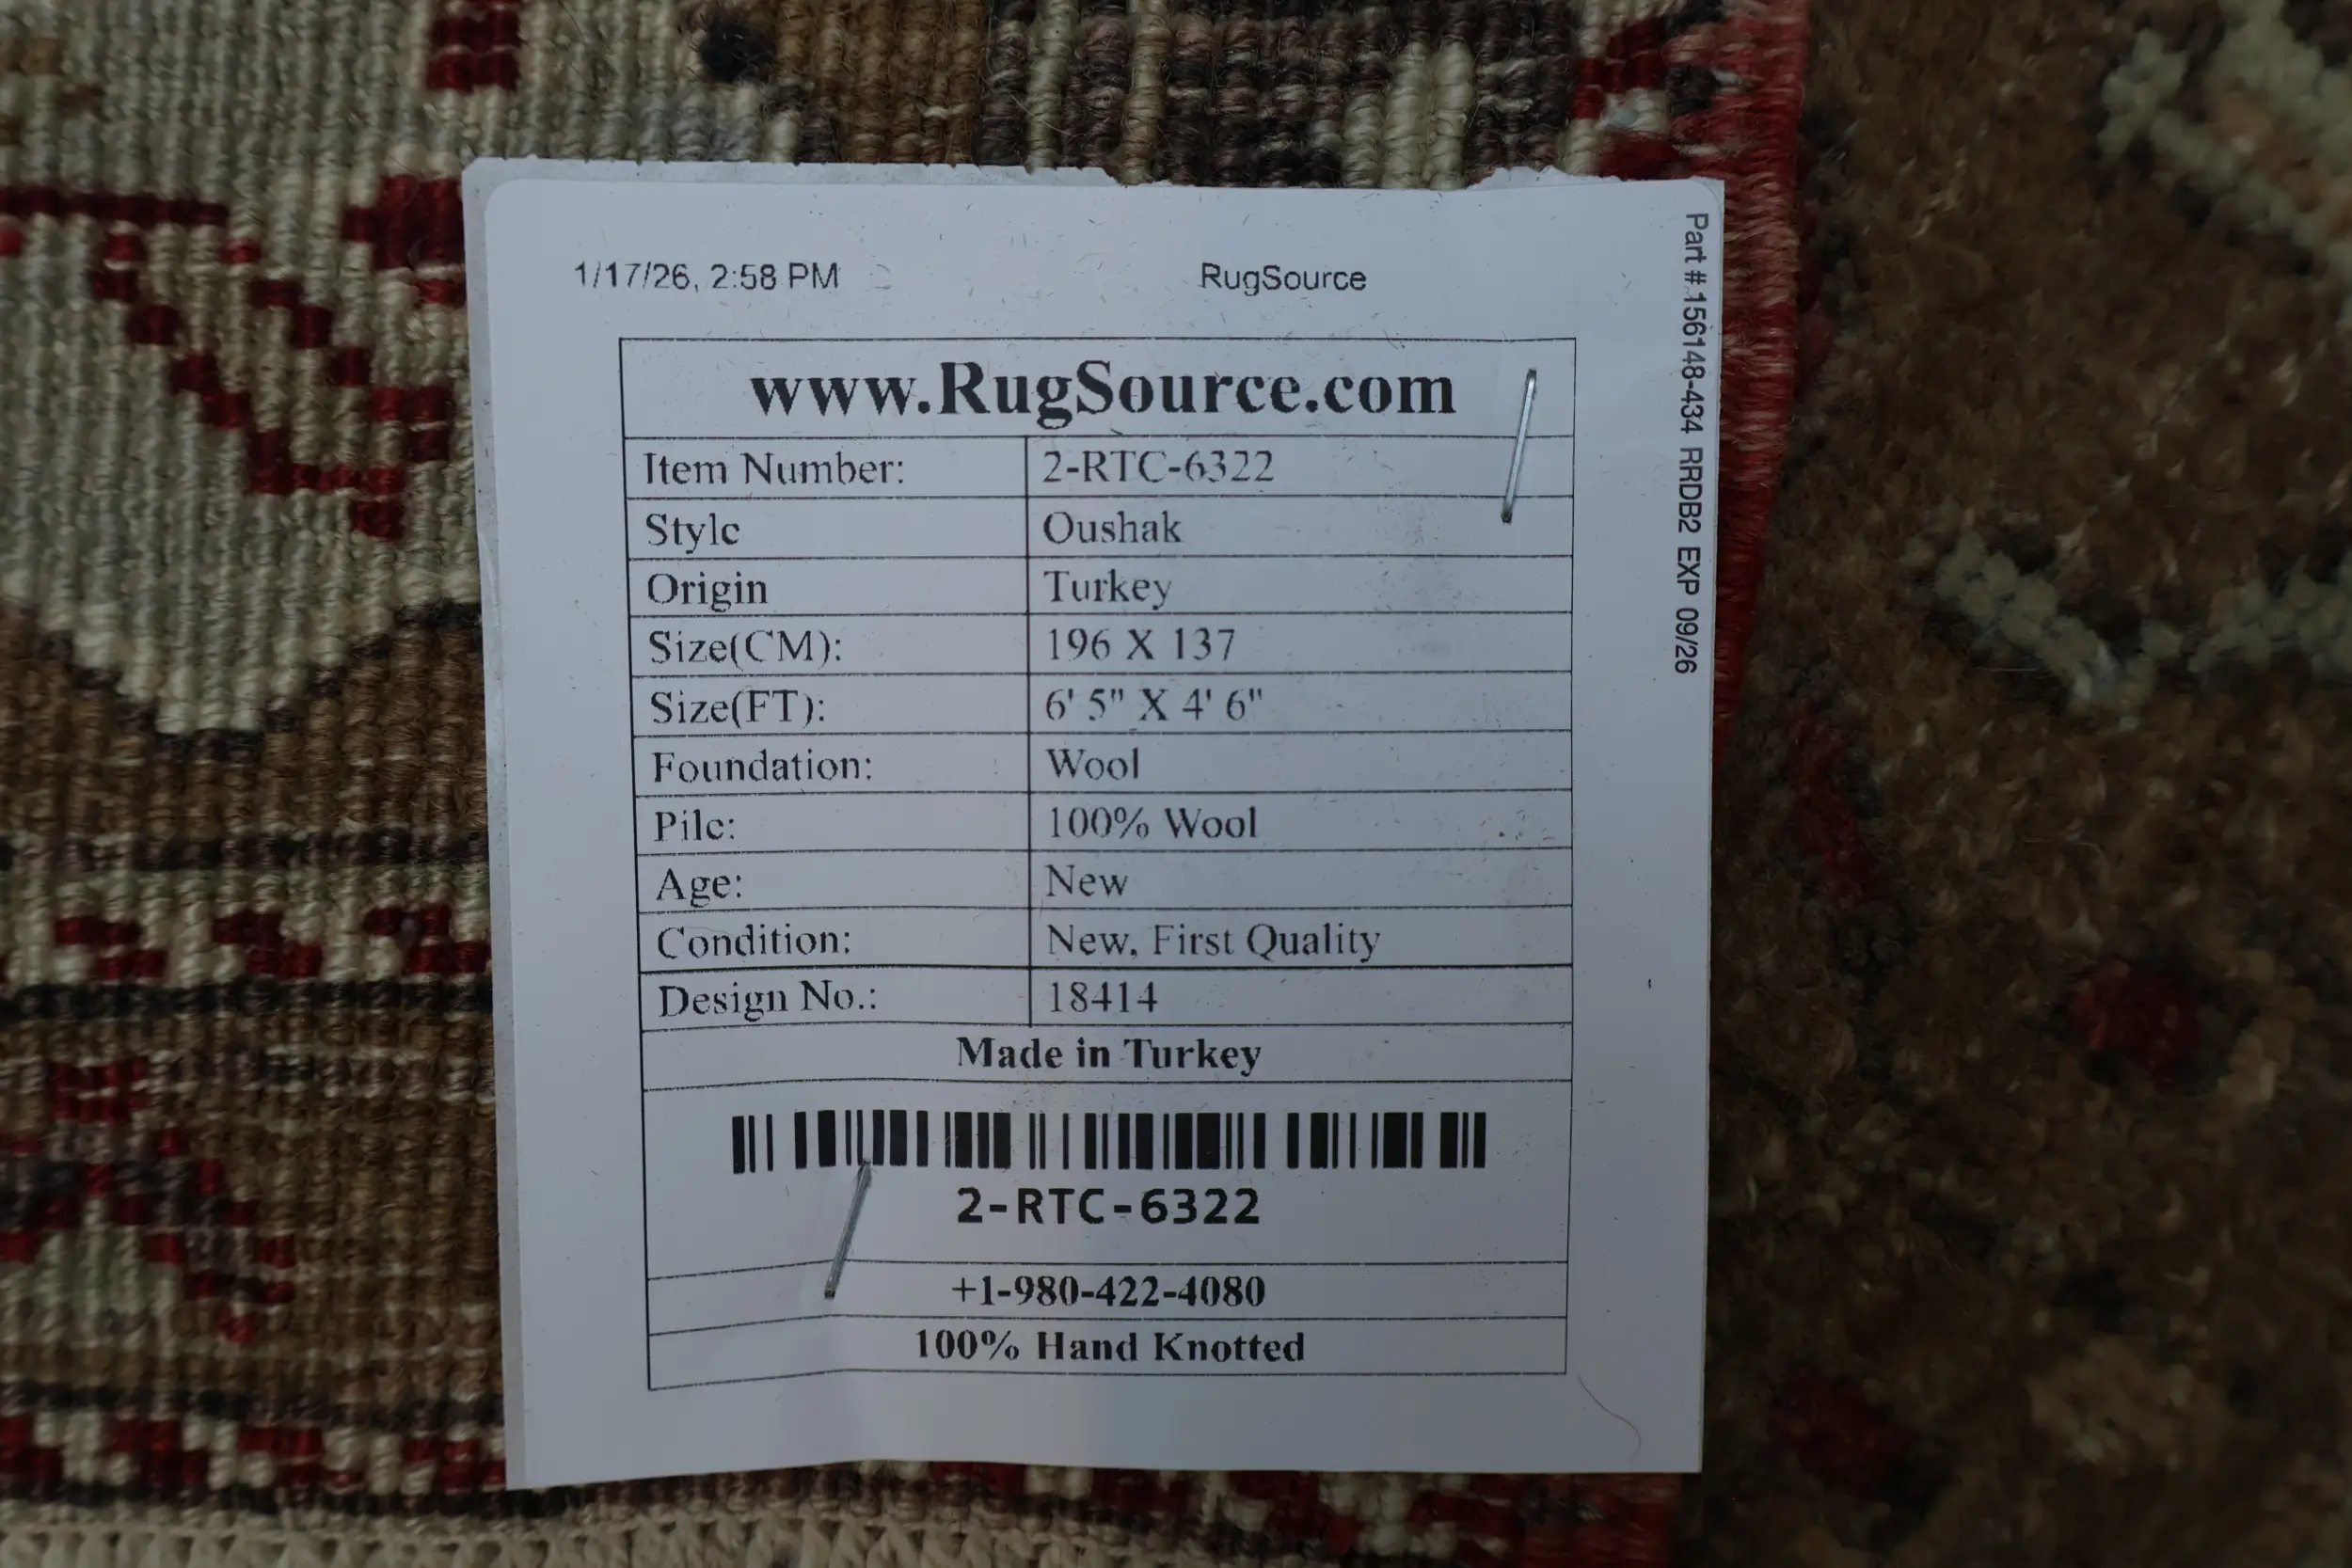 1/17/26, 2:58 PM RugSource
www.RugSource.com
Item Number: 2-RTC-6322
Style Oushak
Origin Turkey
Size(CM): 196 X 137
Size(FT): 6' 5" X 4' 6"
Foundation: Wool
Pile: 100% Wool
Age: New
Condition: New, First Quality
Design No.: 18414
Made in Turkey
2-RTC-6322
+1-980-422-4080
100% Hand Knotted
Part # 156148-434 RRDB2 EXP 09/26